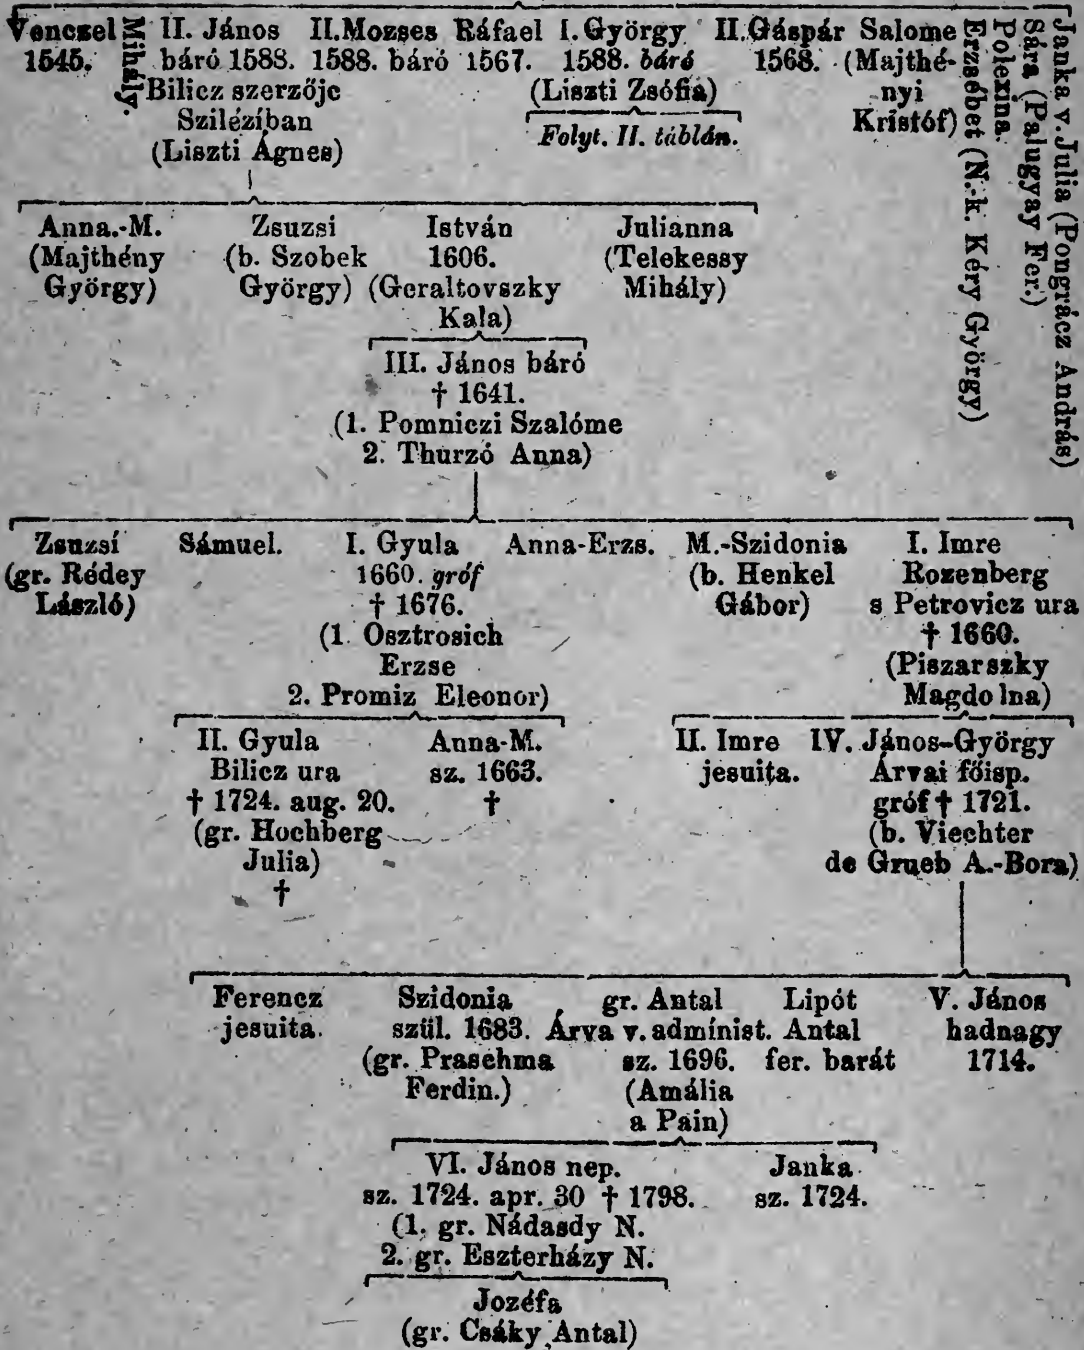 Venczel
1545.
Mihály.
II. János
báró 1588.
Bilicz szerzője
Sziléziban
(Liszti Ágnes)
II. Mozses
1588. báró
Ráfael
1567.
I. György
1588. báró
(Liszti Zsófia)
Folyt. II. táblán.
II. Gáspár
1568.
Salome
(Majthé-
nyi
Kristóf)
Erzsébet (N.-k. Kéry György)
Polexina.
Sára (Palugyay Fer.)
Janka v. Julia (Pongrácz András)
Anna.-M.
(Majthény
György)
Zsuzsi
(b. Szobek
György)
István
1606.
(Geraltovszky
Kata)
Julianna
(Telekessy
Mihály)
III. János báró
† 1641.
(1. Pomniczi Szalóme
2. Thurzó Anna)
Zsuzsi
(gr. Rédey
László)
Sámuel.
I. Gyula
1660. gróf
† 1676.
(1. Osztrosich
Erzse
2. Promiz Eleonor)
Anna-Erzs.
M.-Szidonia
(b. Henkel
Gábor)
I. Imre
Rozenberg
s Petrovicz ura
† 1660.
(Piszarszky
Magdolna)
II. Gyula
Bilicz ura
† 1724. aug. 20.
(gr. Hochberg
Julia)
†
Anna-M.
sz. 1663.
†
II. Imre
jesuita.
IV. János-György
Árvai főisp.
gróf † 1721.
(b. Viechter
de Grueb A.-Bora)
Ferencz
jesuita.
Szidonia
szül. 1683.
(gr. Prasehma
Ferdin.)
gr. Antal
Árva v. administ.
sz. 1696.
(Amália
a Pain)
Lipót
Antal
fer. barát
V. János
hadnagy
1714.
VI. János nep.
sz. 1724. apr. 30 † 1798.
(1. gr. Nádasdy N.
2. gr. Eszterházy N.
Janka
sz. 1724.
Jozéfa
(gr. Csáky Antal)